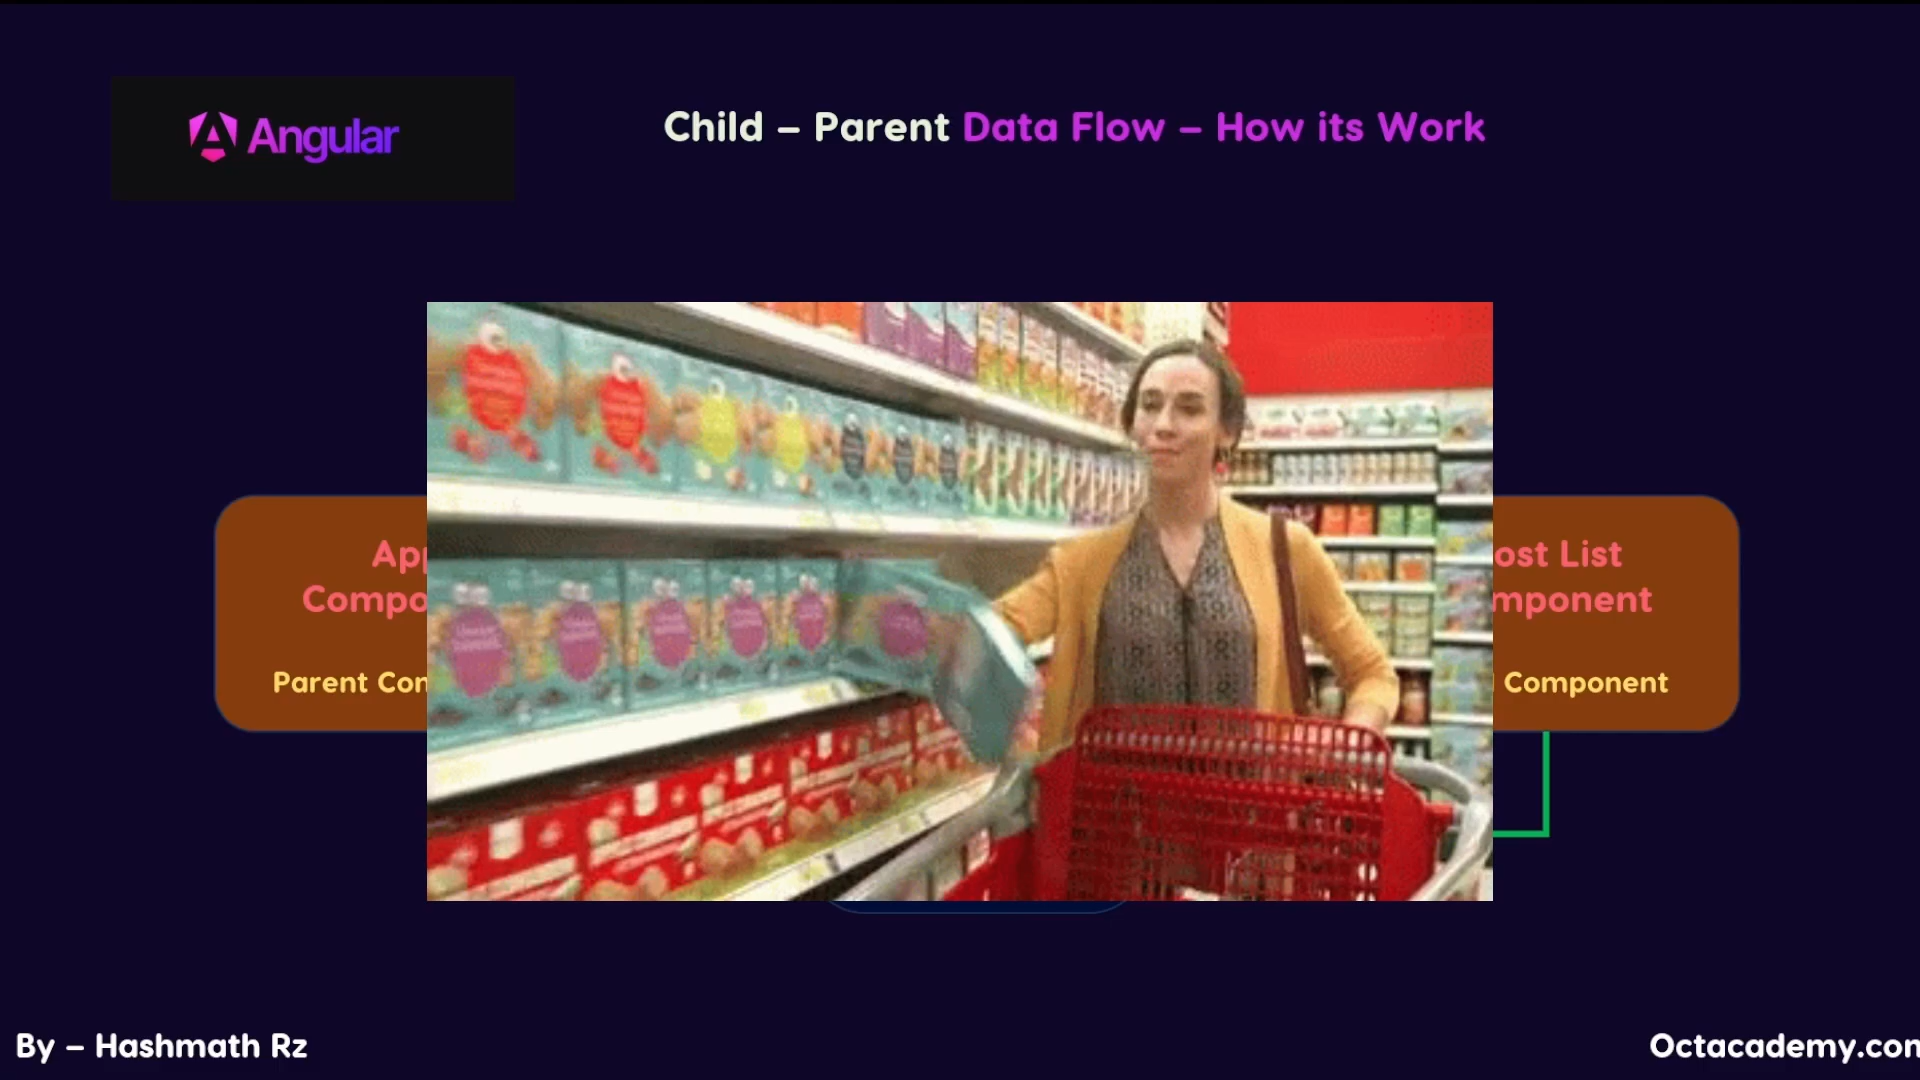 Angular
Child – Parent Data Flow – How its Work
App
Compo
Parent Con
ost List
mponent
Component
By – Hashmath Rz
Octacademy.com